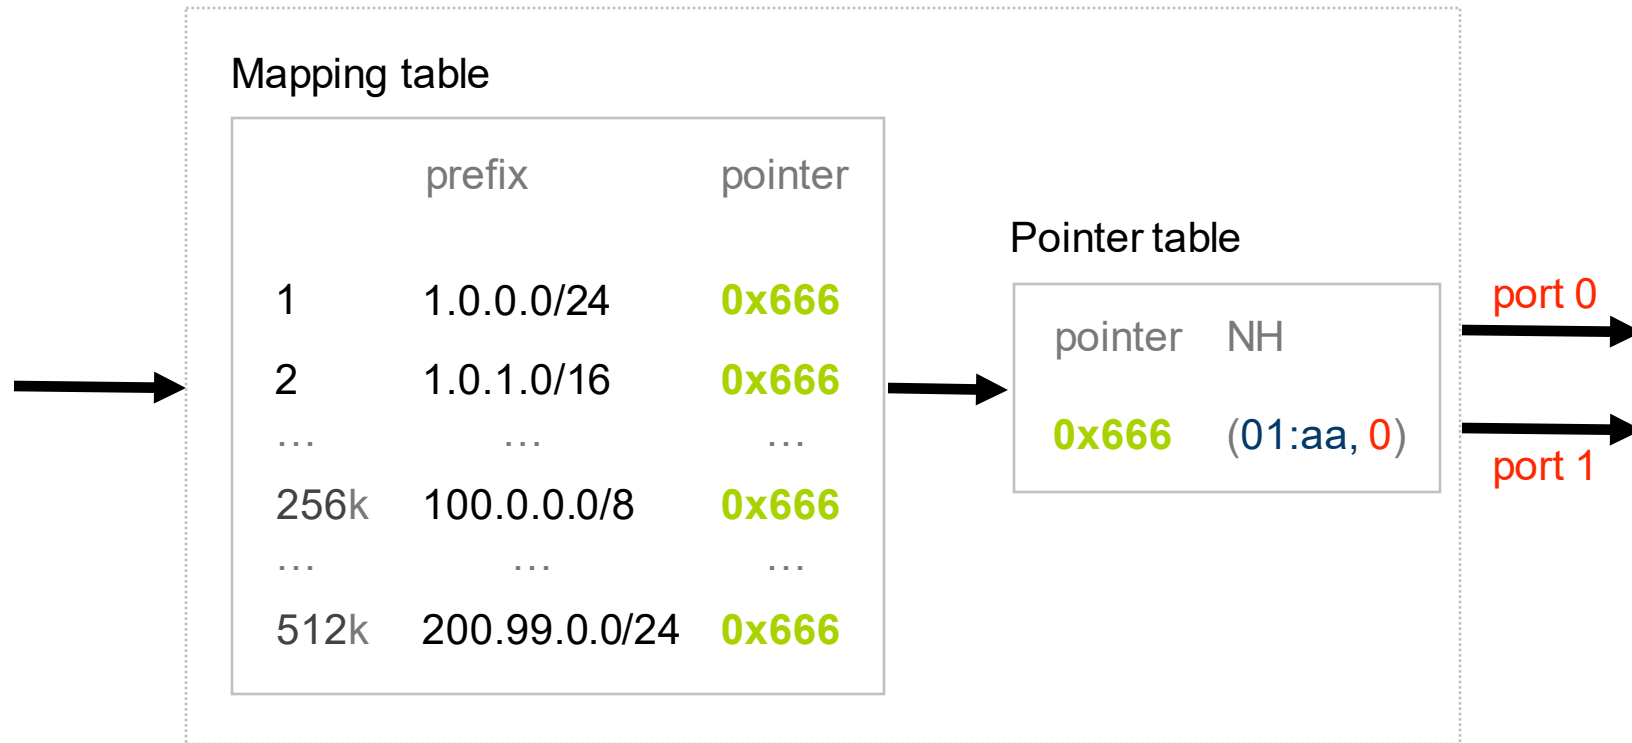 Mapping table
prefix pointer
Pointer table
1 1.0.0.0/24 0x666
port 0
pointer NH
2 1.0.1.0/16 0x666
... ... ...
0x666 (01:aa, 0)
port 1
256k 100.0.0.0/8 0x666
... ... ...
512k 200.99.0.0/24 0x666